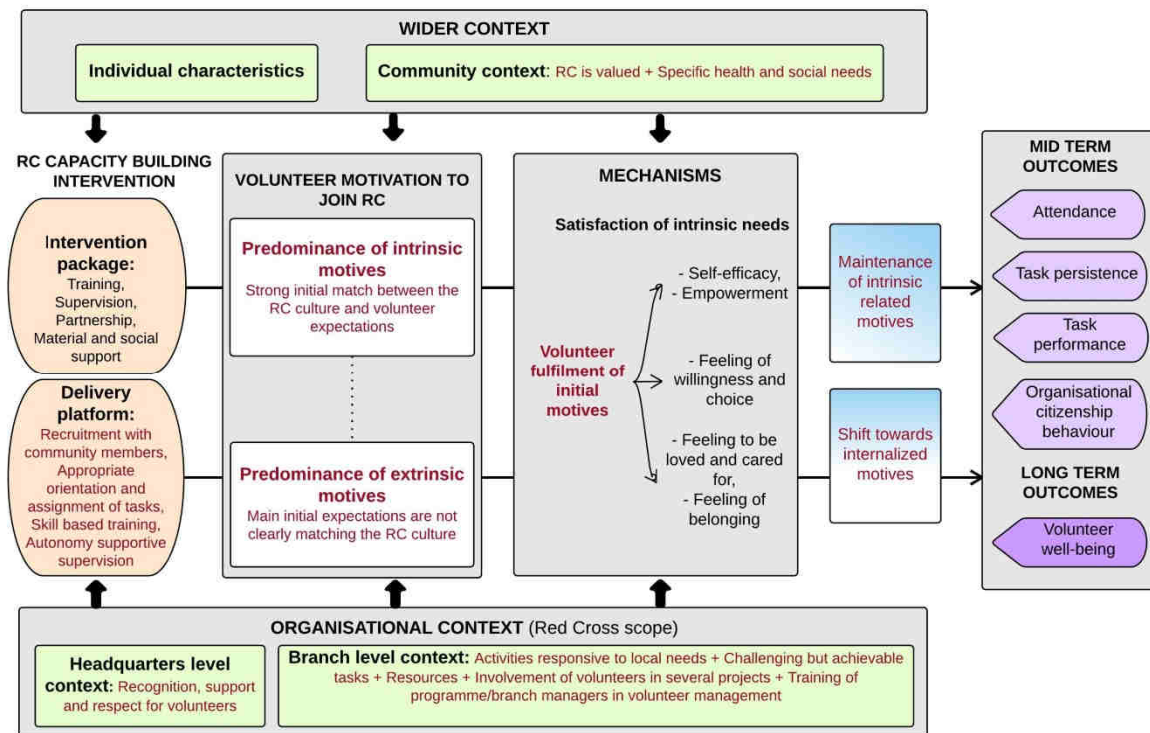 WIDER CONTEXT
Individual characteristics
Community context: RC is valued + Specific health and social needs
RC CAPACITY BUILDING
INTERVENTION
Intervention
package:
Training,
Supervision,
Partnership,
Material and social
support
Delivery
platform:
Recruitment with
community members,
Appropriate
orientation and
assignment of tasks,
Skill based training,
Autonomy supportive
supervision
VOLUNTEER MOTIVATION TO
JOIN RC
Predominance of intrinsic
motives
Strong initial match between the
RC culture and volunteer
expectations
Predominance of extrinsic
motives
Main initial expectations are not
clearly matching the RC culture
MECHANISMS
Satisfaction of intrinsic needs
Volunteer
fulfilment of
initial
motives
- Self-efficacy,
- Empowerment
- Feeling of
willingness and
choice
- Feeling to be
loved and cared
for,
- Feeling of
belonging
Maintenance
of intrinsic
related
motives
Shift towards
internalized
motives
MID TERM
OUTCOMES
Attendance
Task persistence
Task
performance
Organisational
citizenship
behaviour
LONG TERM
OUTCOMES
Volunteer
well-being
ORGANISATIONAL CONTEXT (Red Cross scope)
Headquarters level
context: Recognition, support
and respect for volunteers
Branch level context: Activities responsive to local needs + Challenging but achievable
tasks + Resources + Involvement of volunteers in several projects + Training of
programme/branch managers in volunteer management